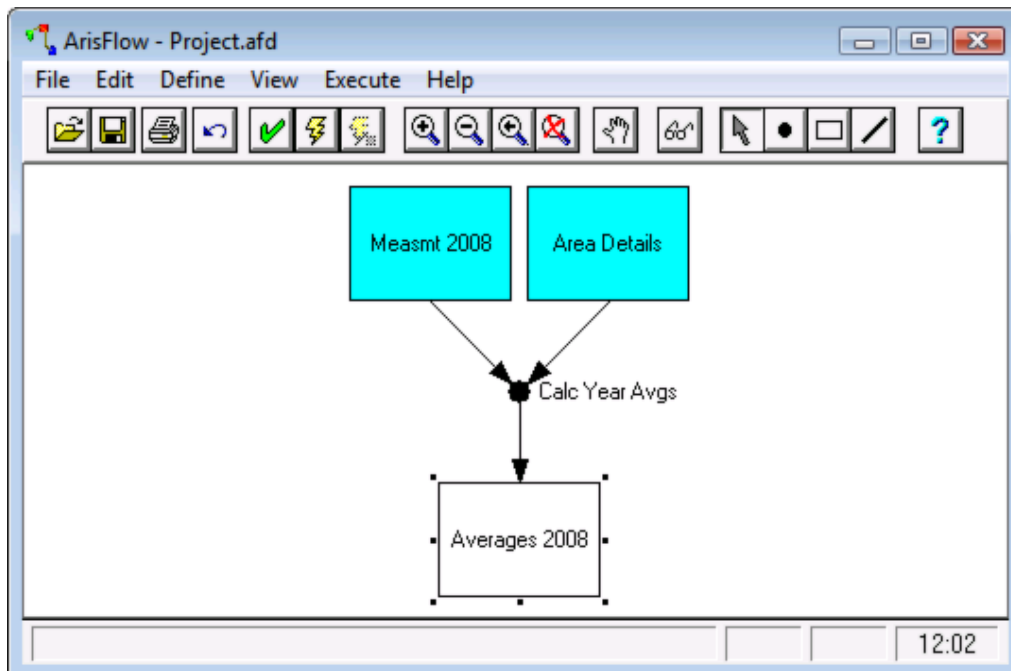 ArisFlow - Project.afd
File Edit Define View Execute Help
?
Measmt 2008 Area Details
Calc Year Avgs
Averages 2008
12:02